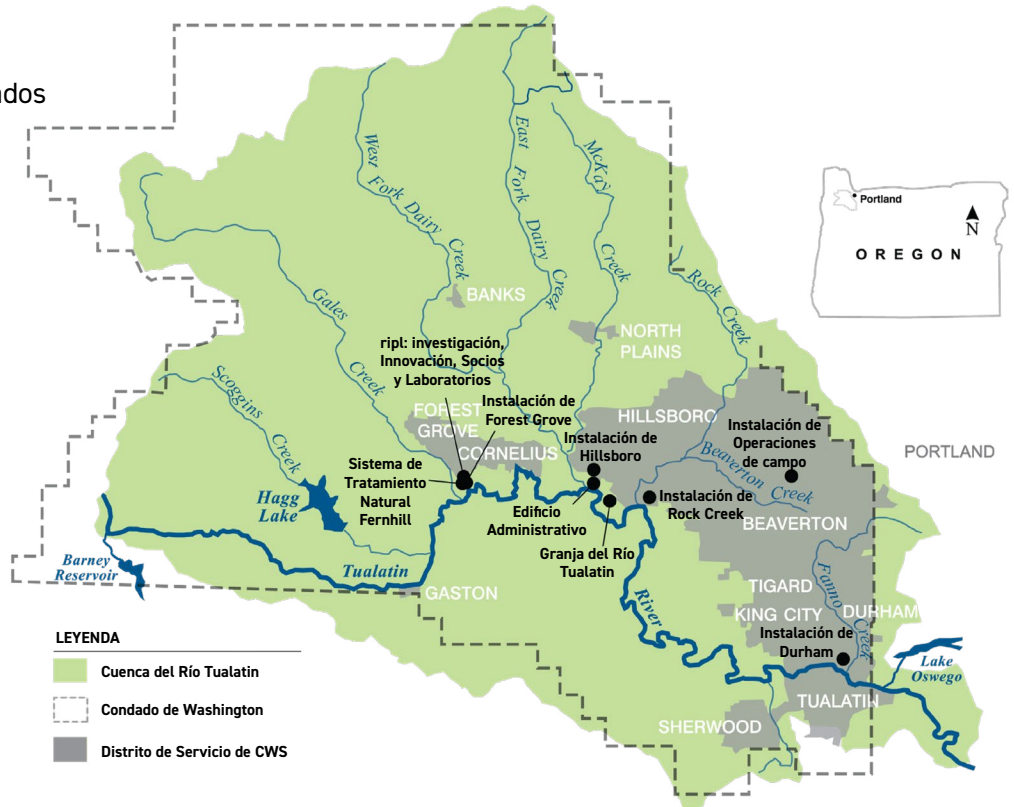 West Fork Dairy Creek
East Fork Dairy Creek
McKay Creek
Rock Creek
Portland
N
OREGON
Gales Creek
BANKS
NORTH
PLAINS
ripl: investigación,
Innovación, Socios
y Laboratorios
Scoggins Creek
FOREST
GROVE
CORNELIUS
Instalación de
Forest Grove
HILLSBORO
Instalación de
Hillsboro
Instalación de
Operaciones
de campo
PORTLAND
Beaverton Creek
Sistema de
Tratamiento
Natural
Fernhill
Hagg
Lake
Edificio
Administrativo
Instalación de
Rock Creek
BEAVERTON
Granja del Río
Tualatin
Barney
Reservoir
Tualatin River
GASTON
TIGARD
KING CITY
DURHAM
Fanno Creek
Instalación de
Durham
Lake
Oswego
TUALATIN
SHERWOOD
LEYENDA
Cuenca del Río Tualatin
Condado de Washington
Distrito de Servicio de CWS